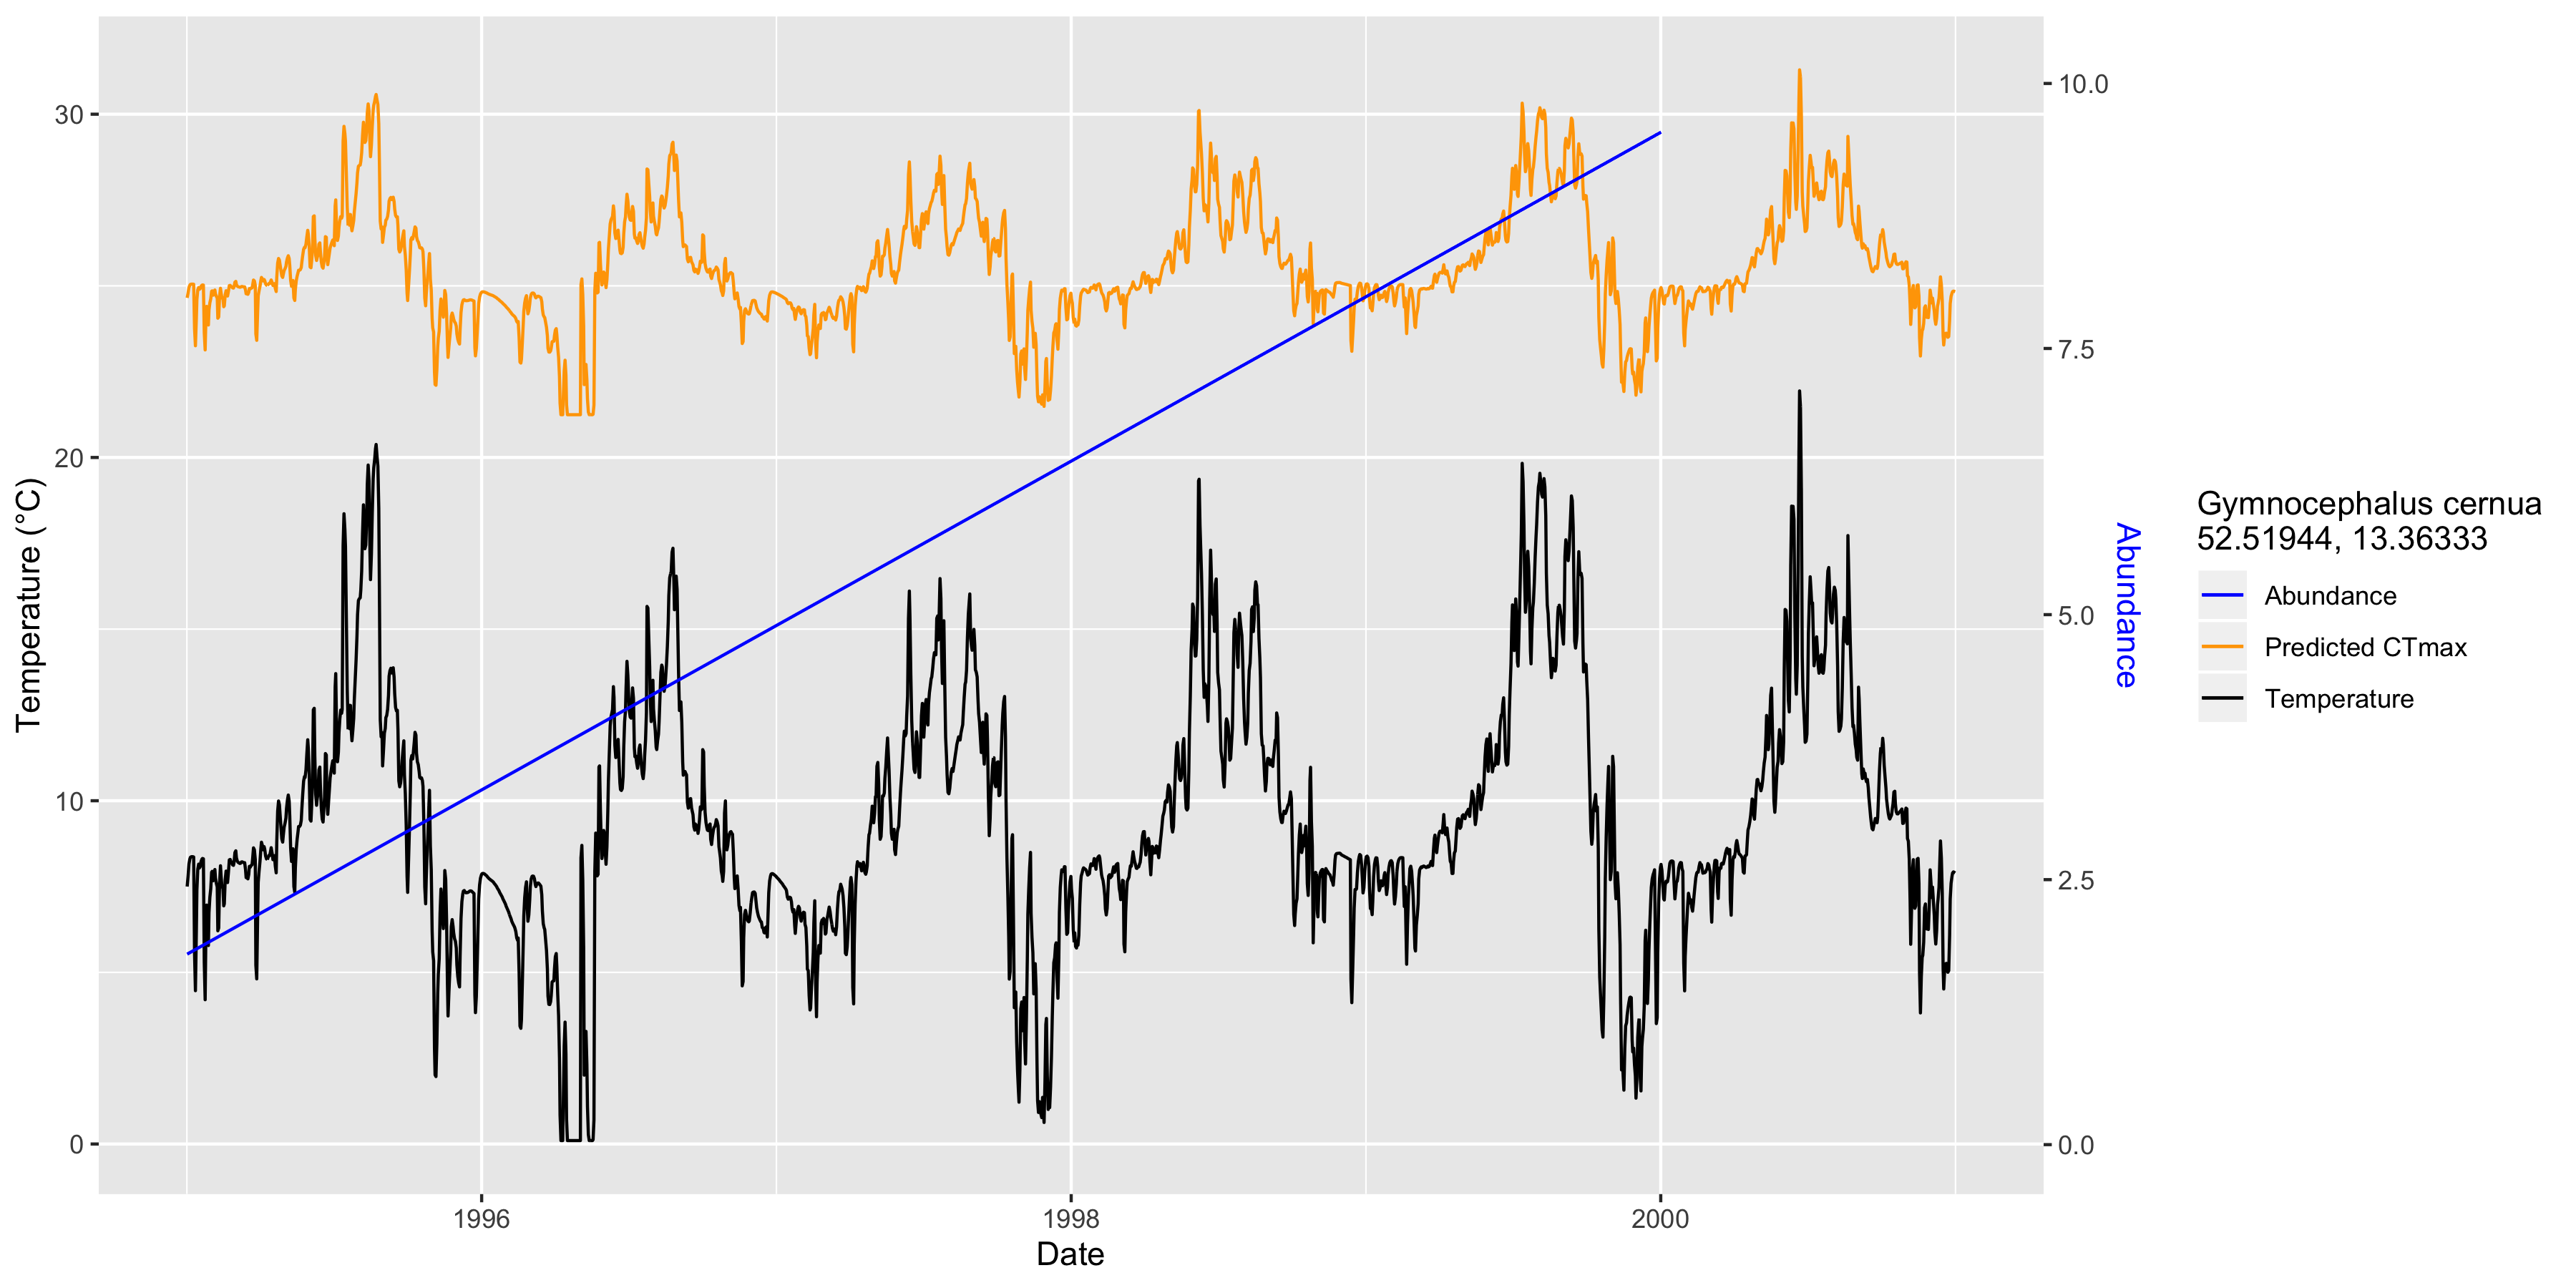 Temperature (°C)
30
20
10
0
1996
1998
2000
Date
10.0
7.5
5.0
2.5
0.0
Abundance
Gymnocephalus cernua
52.51944, 13.36333
Abundance
Predicted CTmax
Temperature